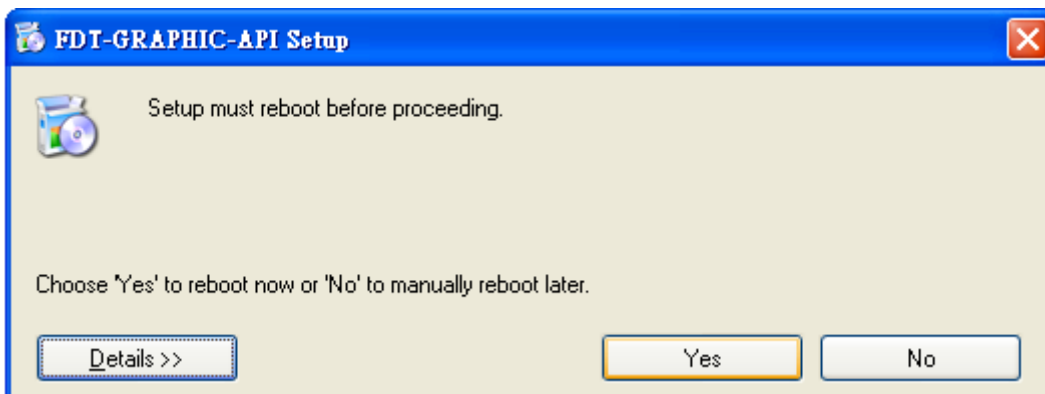 FDT-GRAPHIC-API Setup
Setup must reboot before proceeding.
Choose 'Yes' to reboot now or 'No' to manually reboot later.
Details >>
Yes
No